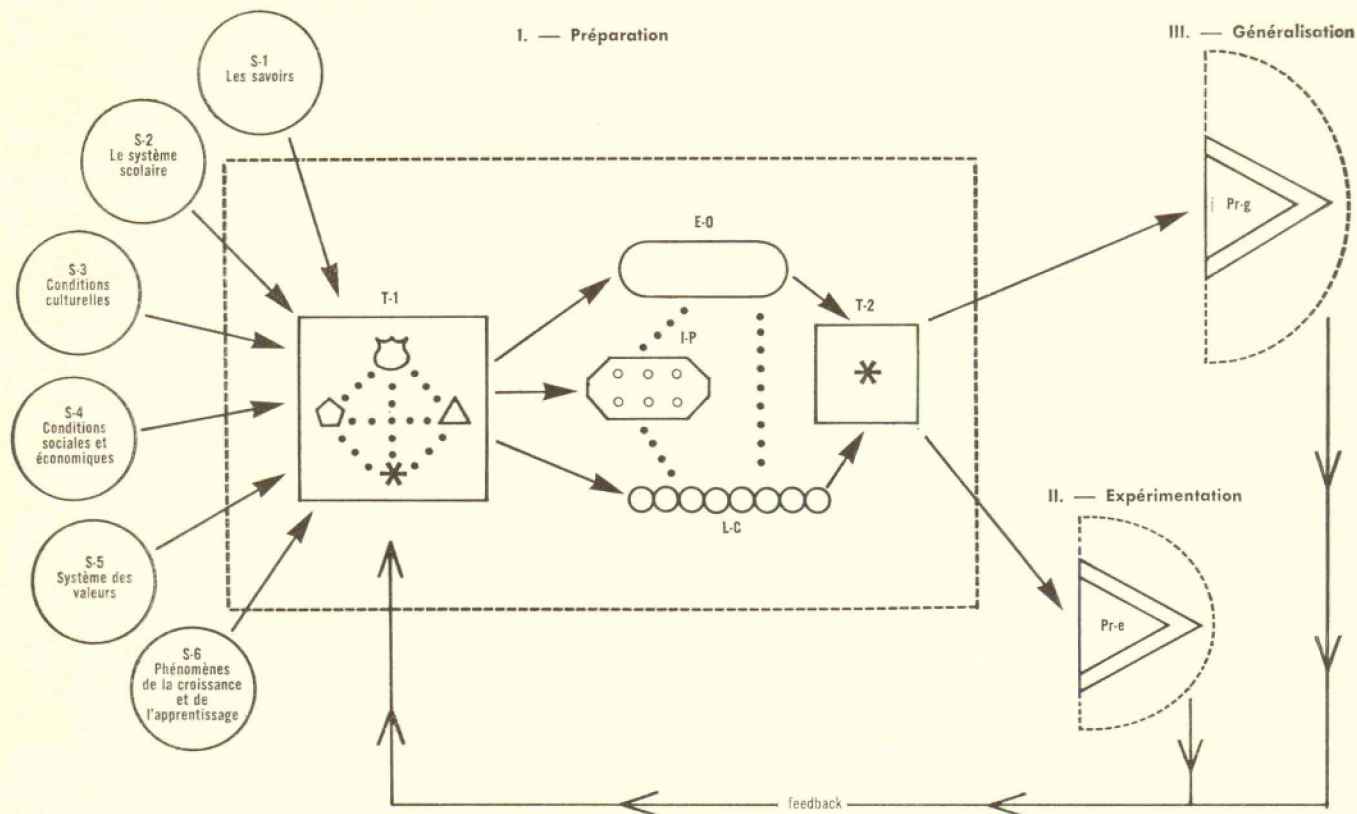 I. — Préparation
III. — Généralisation
S-1
Les savoirs
S-2
Le système
scolaire
S-3
Conditions
culturelles
S-4
Conditions
sociales et
économiques
S-5
Système des
valeurs
S-6
Phénomènes
de la croissance
et de
l'apprentissage
T-1
E-O
I-P
L-C
T-2
Pr-g
II. — Expérimentation
Pr-e
feedback